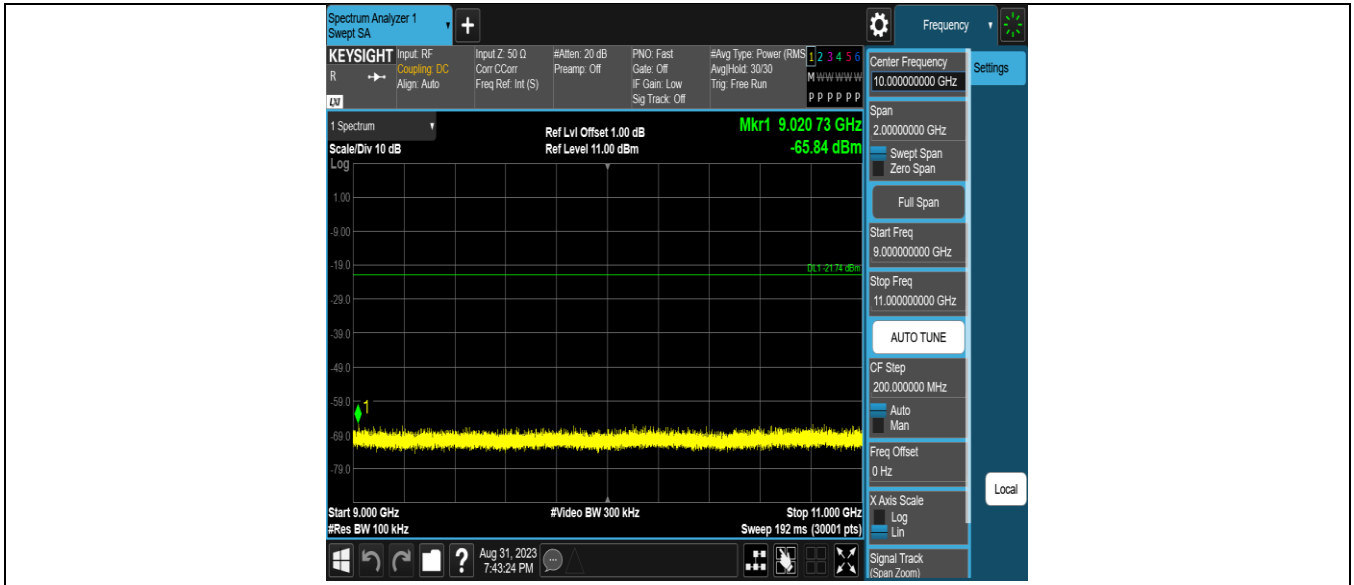 Spectrum Analyzer 1
Swept SA
Frequency
KEYSIGHT
R
LXI
Input: RF
Coupling: DC
Align: Auto
Input Z: 50 Ω
Corr CCorr
Freq Ref: Int (S)
#Atten: 20 dB
Preamp: Off
PNO: Fast
Gate: Off
IF Gain: Low
Sig Track: Off
#Avg Type: Power (RMS
Avg|Hold: 30/30
Trig: Free Run
1 2 3 4 5 6
M W W W W W
P P P P P P
1 Spectrum
Scale/Div 10 dB
Ref Lvl Offset 1.00 dB
Ref Level 11.00 dBm
Mkr1 9.020 73 GHz
-65.84 dBm
Log
1.00
-9.00
-19.0
DL1 -21.74 dBm
-29.0
-39.0
-49.0
-59.0
1
-69.0
-79.0
Start 9.000 GHz
#Res BW 100 kHz
#Video BW 300 kHz
Stop 11.000 GHz
Sweep 192 ms (30001 pts)
?
Aug 31, 2023
7:43:24 PM
Center Frequency
10.000000000 GHz
Span
2.00000000 GHz
Swept Span
Zero Span
Full Span
Start Freq
9.000000000 GHz
Stop Freq
11.000000000 GHz
AUTO TUNE
CF Step
200.000000 MHz
Auto
Man
Freq Offset
0 Hz
X Axis Scale
Log
Lin
Signal Track
(Span Zoom)
Settings
Local